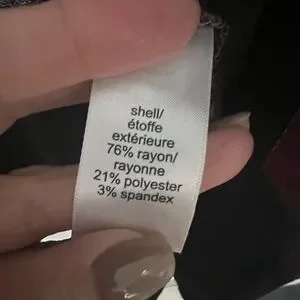 shell/
étoffe
extérieure
76% rayon/
rayonne
21% polyester
3% spandex